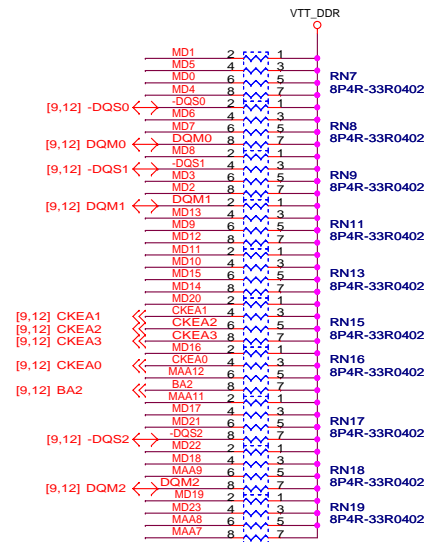 VTT_DDR
MD1 2 1
MD5 4 3
MD0 6 5 RN7
MD4 8 7 8P4R-33R0402
[9,12] -DQS0 -DQS0 2 1
MD6 4 3
MD7 6 5 RN8
[9,12] DQM0 DQM0 8 7 8P4R-33R0402
MD8 2 1
[9,12] -DQS1 -DQS1 4 3
MD3 6 5 RN9
MD2 8 7 8P4R-33R0402
[9,12] DQM1 DQM1 2 1
MD13 4 3
MD9 6 5 RN11
MD12 8 7 8P4R-33R0402
MD11 2 1
MD10 4 3
MD15 6 5 RN13
MD14 8 7 8P4R-33R0402
MD20 2 1
[9,12] CKEA1 CKEA1 4 3
[9,12] CKEA2 CKEA2 6 5 RN15
[9,12] CKEA3 CKEA3 8 7 8P4R-33R0402
MD16 2 1
[9,12] CKEA0 CKEA0 4 3 RN16
MAA12 6 5 8P4R-33R0402
[9,12] BA2 BA2 8 7
MAA11 2 1
MD17 4 3
MD21 6 5 RN17
[9,12] -DQS2 -DQS2 8 7 8P4R-33R0402
MD22 2 1
MD18 4 3
MAA9 6 5 RN18
[9,12] DQM2 DQM2 8 7 8P4R-33R0402
MD19 2 1
MD23 4 3
MAA8 6 5 RN19
MAA7 8 7 8P4R-33R0402